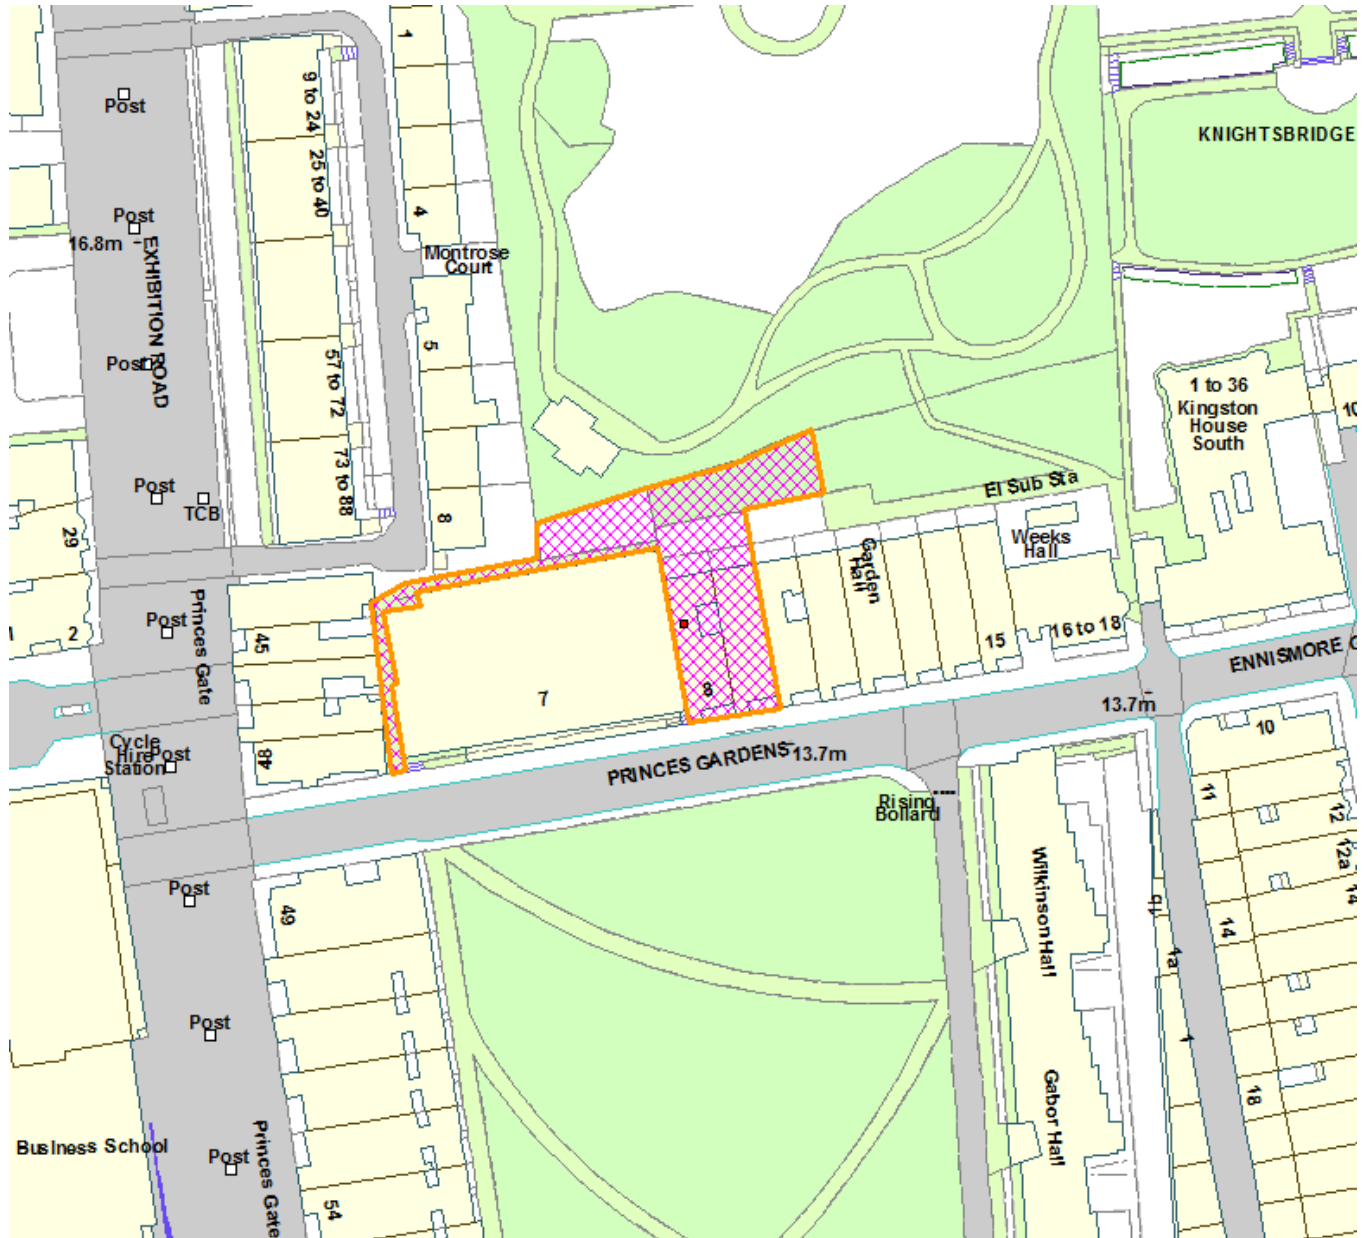 1
9 to 24
Post
KNIGHTSBRIDGE
25 to 40
4
Post
16.8m
EXHIBITION ROAD
Montrose
Court
5
Post
57 to 72
1 to 36
Kingston
House
South
10
73 to 88
Post
TCB
8
El Sub Sta
29
Weeks
Hall
Garden
Hall
2
Post
Princes Gate
45
16 to 18
15
ENNISMORE G
7
8
13.7m
48
Cycle
Hire
Station
Post
PRINCES GARDENS
13.7m
10
Rising
Bollard
11
12
12a
14
Post
49
Wilkinson Hall
16
14
1a
Post
1
Gabor Hall
18
Business School
Post
Princes Gate
54